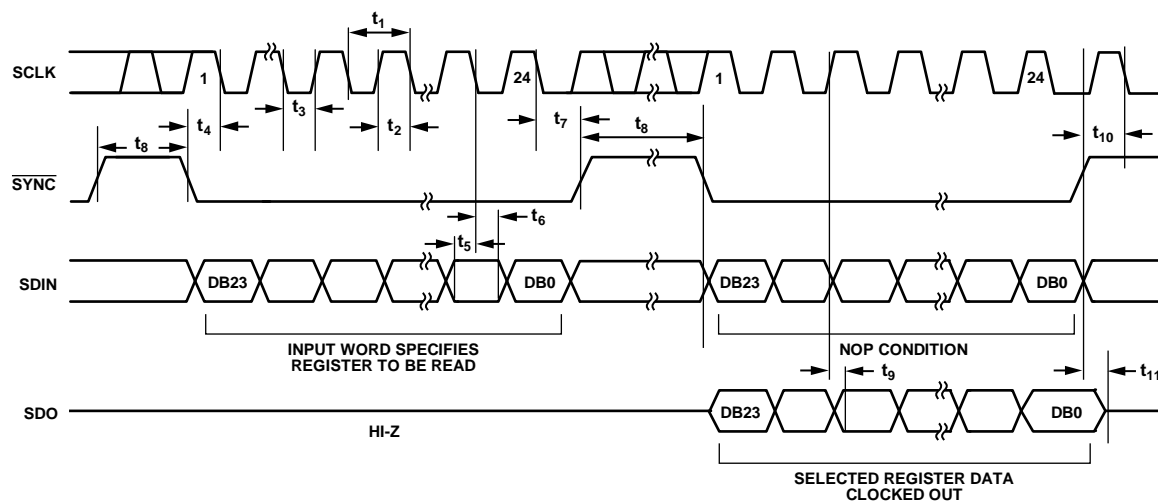 t1
SCLK
1
24
1
24
t4
t3
t2
t7
t8
t10
t8
SYNC
t6
t5
SDIN
DB23
DB0
DB23
DB0
INPUT WORD SPECIFIES
REGISTER TO BE READ
NOP CONDITION
t9
t11
SDO
HI-Z
DB23
DB0
SELECTED REGISTER DATA
CLOCKED OUT